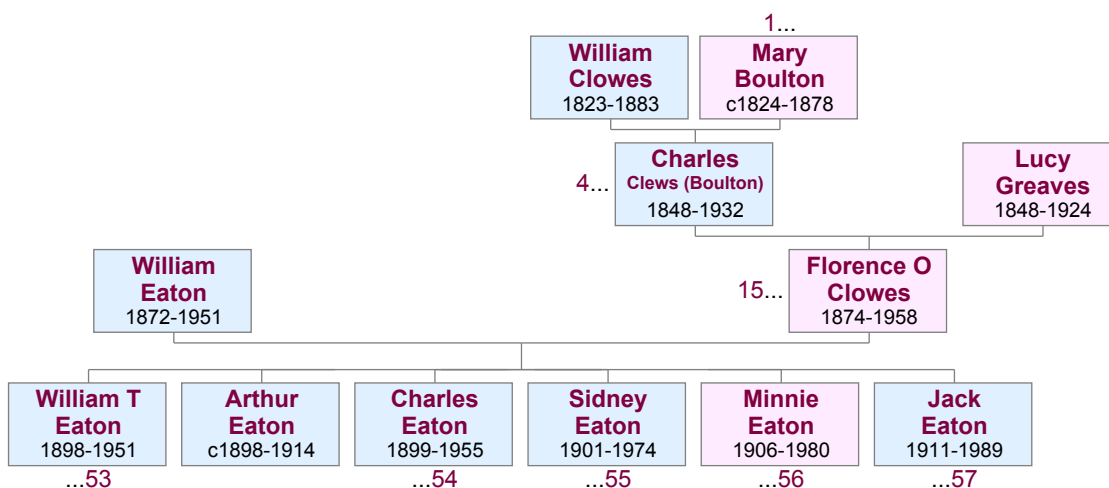 1...
William
Clowes
1823-1883
Mary
Boulton
c1824-1878
4...
Charles
Clews (Boulton)
1848-1932
Lucy
Greaves
1848-1924
William
Eaton
1872-1951
15...
Florence O
Clowes
1874-1958
William T
Eaton
1898-1951
...53
Arthur
Eaton
c1898-1914
Charles
Eaton
1899-1955
...54
Sidney
Eaton
1901-1974
...55
Minnie
Eaton
1906-1980
...56
Jack
Eaton
1911-1989
...57